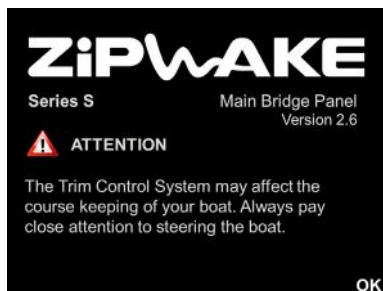 ZiPWAKE
Series S Main Bridge Panel
Version 2.6
ATTENTION
The Trim Control System may affect the
course keeping of your boat. Always pay
close attention to steering the boat.
OK